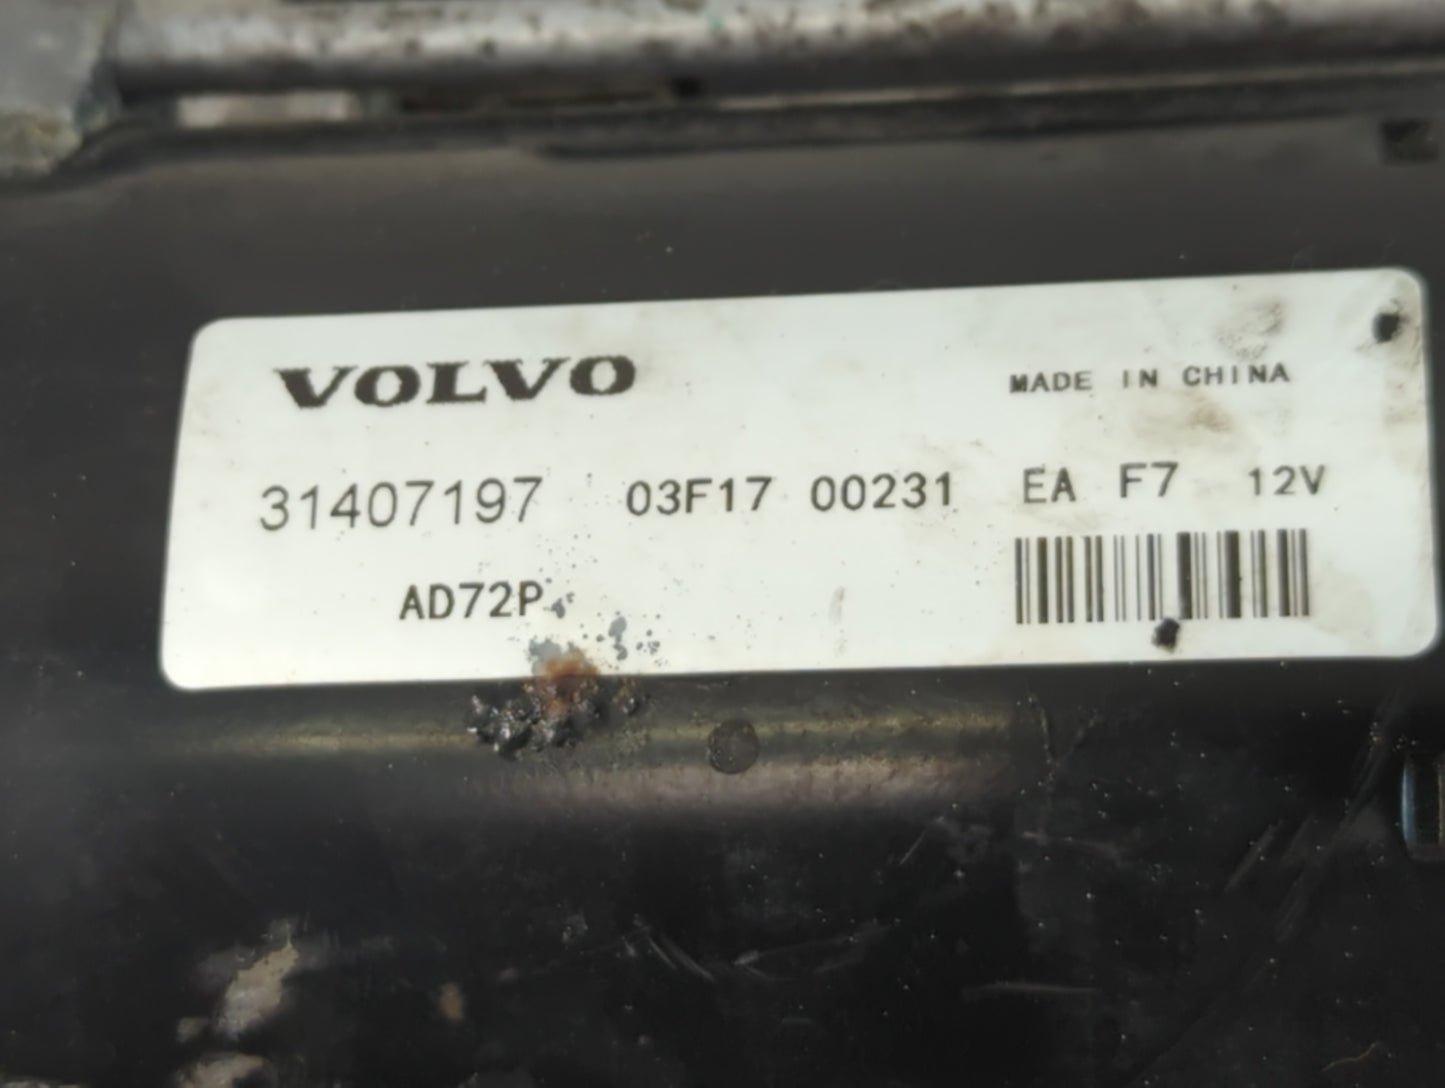 VOLVO MADE IN CHINA
31407197 03F17 00231 EA F7 12V
AD72P